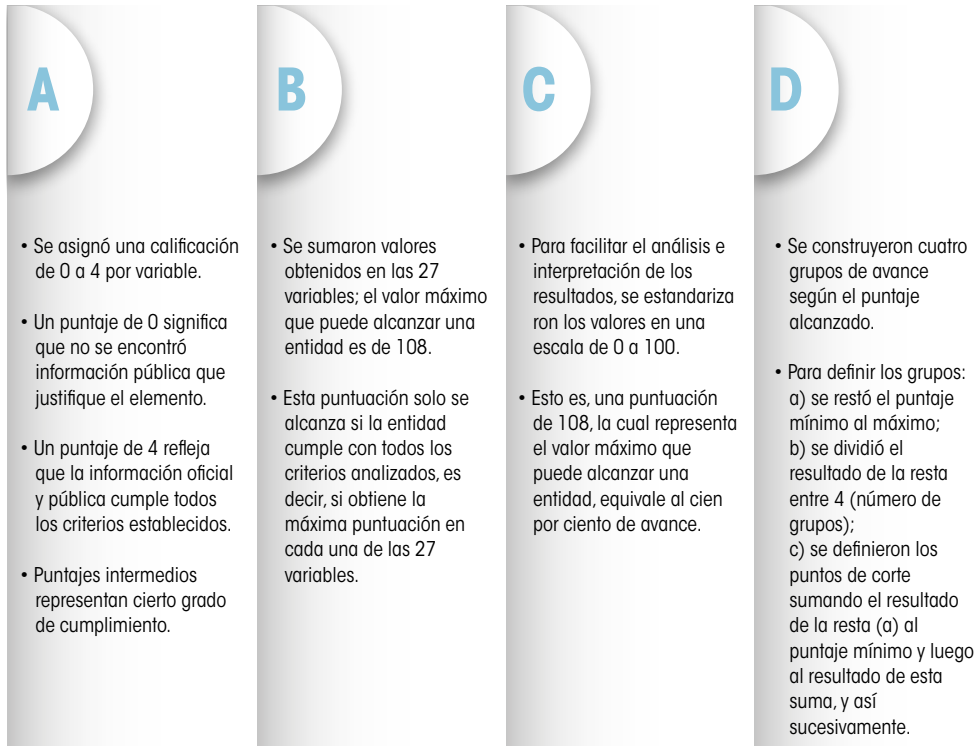 A
• Se asignó una calificación
de 0 a 4 por variable.
• Un puntaje de 0 significa
que no se encontró
información pública que
justifique el elemento.
• Un puntaje de 4 refleja
que la información oficial
y pública cumple todos
los criterios establecidos.
• Puntajes intermedios
representan cierto grado
de cumplimiento.
B
• Se sumaron valores
obtenidos en las 27
variables; el valor máximo
que puede alcanzar una
entidad es de 108.
• Esta puntuación solo se
alcanza si la entidad
cumple con todos los
criterios analizados, es
decir, si obtiene la
máxima puntuación en
cada una de las 27
variables.
C
• Para facilitar el análisis e
interpretación de los
resultados, se estandariza
ron los valores en una
escala de 0 a 100.
• Esto es, una puntuación
de 108, la cual representa
el valor máximo que
puede alcanzar una
entidad, equivale al cien
por ciento de avance.
D
• Se construyeron cuatro
grupos de avance
según el puntaje
alcanzado.
• Para definir los grupos:
a) se restó el puntaje
mínimo al máximo;
b) se dividió el
resultado de la resta
entre 4 (número de
grupos);
c) se definieron los
puntos de corte
sumando el resultado
de la resta (a) al
puntaje mínimo y luego
al resultado de esta
suma, y así
sucesivamente.